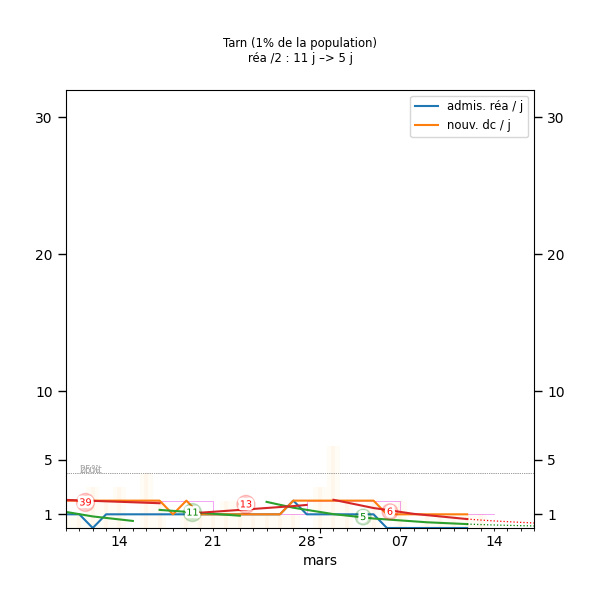 Tarn (1% de la population)
réa /2 : 11 j –> 5 j
admis. réa / j
nouv. dc / j
30 30
20 20
10 10
5 5
39 11 13 5 6
1 1
14 21 28 07 14
mars